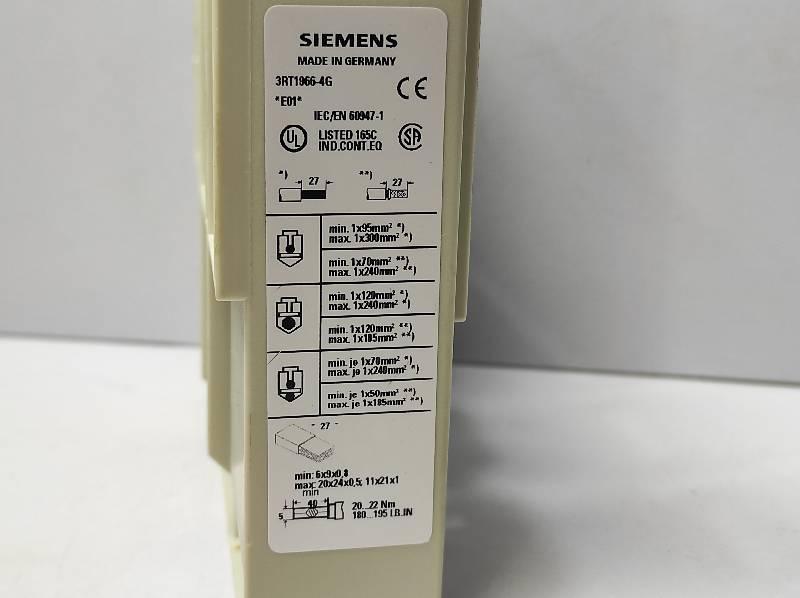 SIEMENS
MADE IN GERMANY
3RT1966-4G
*E01*
CE
IEC/EN 60947-1
UL
LISTED 165C
IND.CONT.EQ
SA
*)
27
**)
27
min. 1x95mm² *)
max. 1x300mm² *)
min. 1x70mm² **)
max. 1x240mm² **)
min. 1x120mm² *)
max. 1x240mm² *)
min. 1x120mm² **)
max. 1x185mm² **)
min. je 1x70mm² *)
max. je 1x240mm² *)
min. je 1x50mm² **)
max. je 1x185mm² **)
27
min: 6x9x0,8
max: 20x24x0,5; 11x21x1
min
40
5
20...22 Nm
180...195 LB.IN